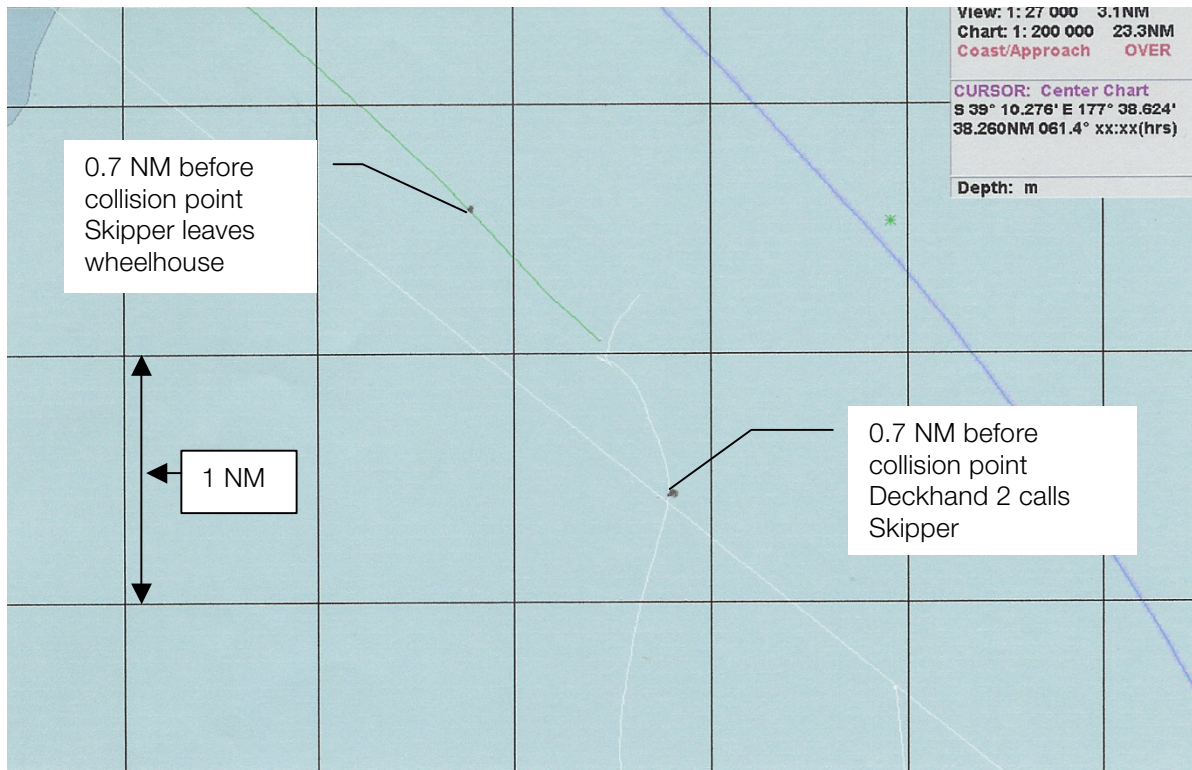 View: 1: 27 000 3.1NM
Chart: 1: 200 000 23.3NM
Coast/Approach OVER
CURSOR: Center Chart
S 39° 10.276' E 177° 38.624'
38.260NM 061.4° xx:xx(hrs)
Depth: m
0.7 NM before
collision point
Skipper leaves
wheelhouse
1 NM
0.7 NM before
collision point
Deckhand 2 calls
Skipper